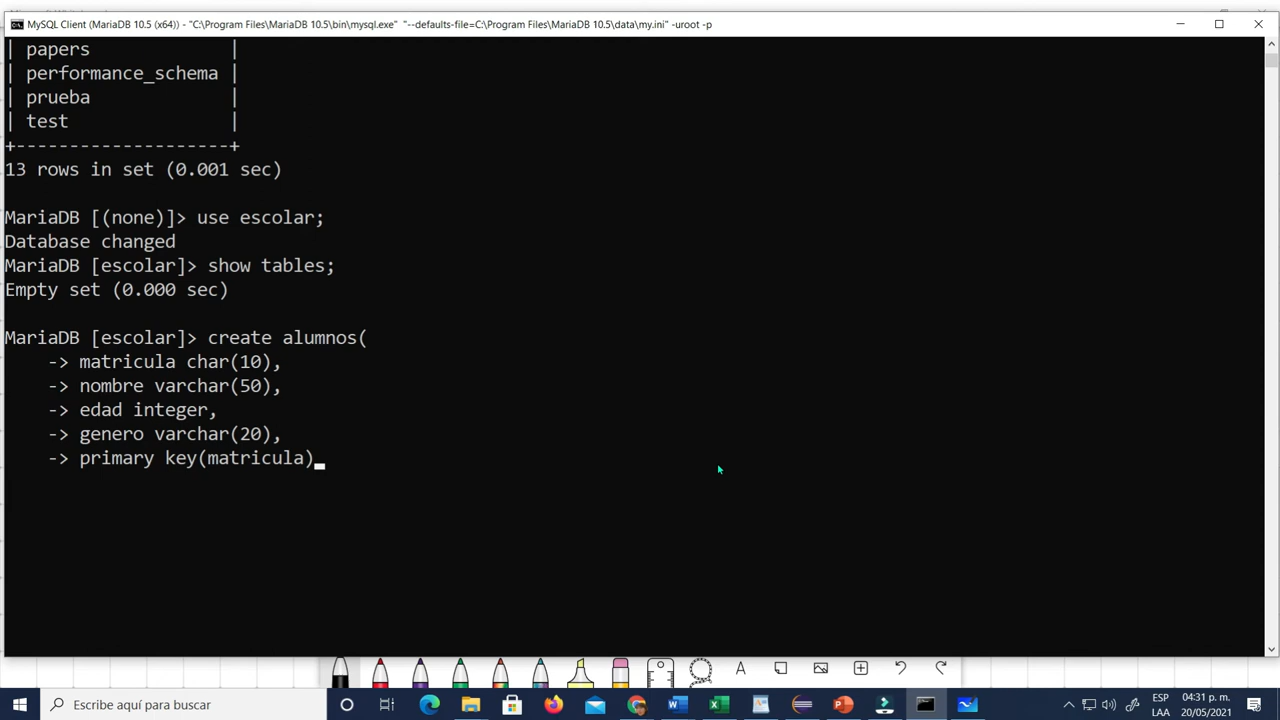 MySQL Client (MariaDB 10.5 (x64)) - "C:\Program Files\MariaDB 10.5\bin\mysql.exe"  "--defaults-file=C:\Program Files\MariaDB 10.5\data\my.ini" -uroot -p
| papers             |
| performance_schema |
| prueba             |
| test               |
+--------------------+
13 rows in set (0.001 sec)
MariaDB [(none)]> use escolar;
Database changed
MariaDB [escolar]> show tables;
Empty set (0.000 sec)
MariaDB [escolar]> create alumnos(
    -> matricula char(10),
    -> nombre varchar(50),
    -> edad integer,
    -> genero varchar(20),
    -> primary key(matricula)_
Escribe aquí para buscar
ESP
LAA
04:31 p. m.
20/05/2021